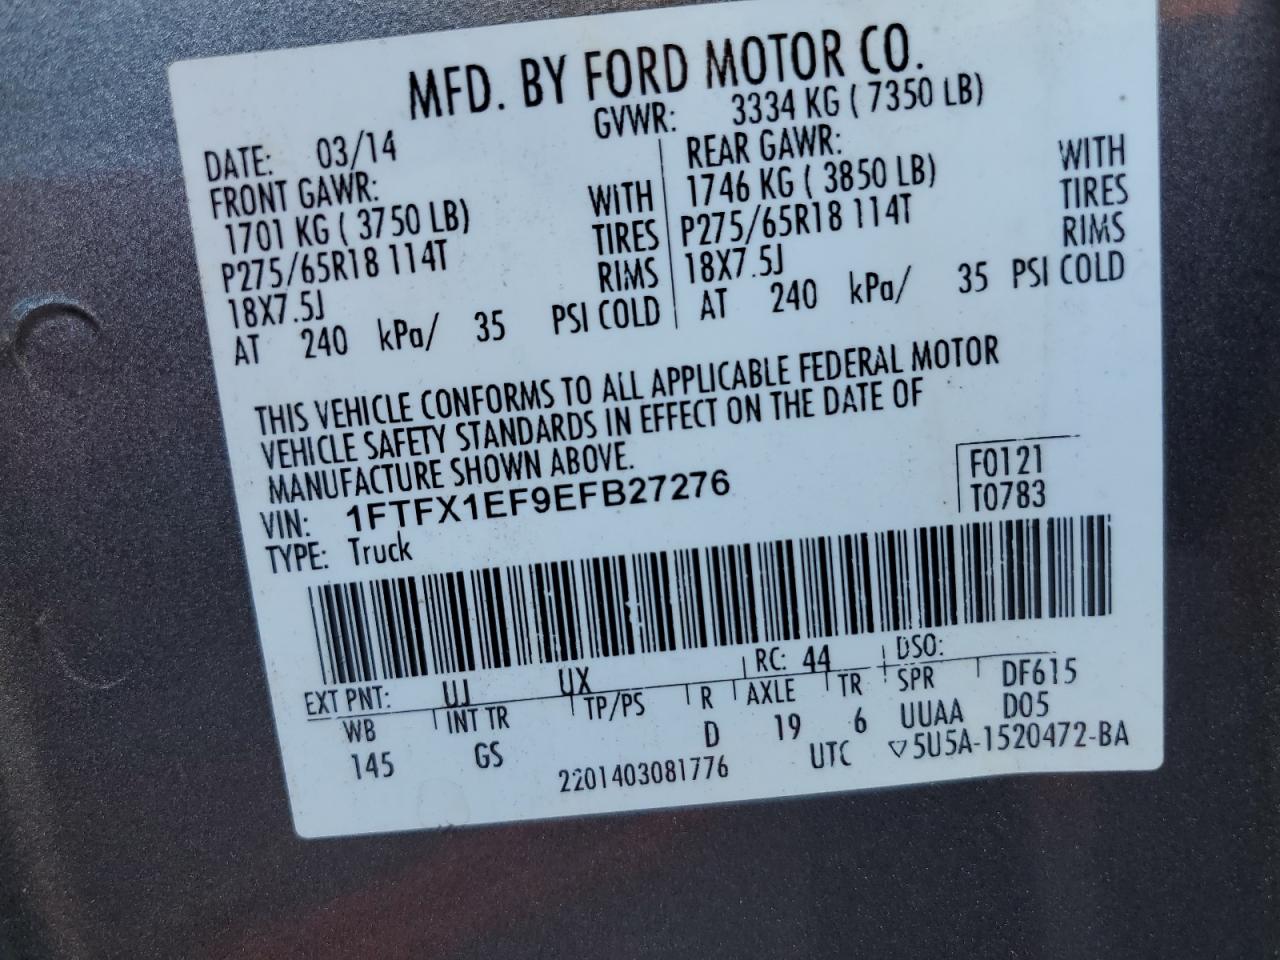 MFD. BY FORD MOTOR CO.
DATE: 03/14 GVWR: 3334 KG ( 7350 LB)
FRONT GAWR: REAR GAWR:
1701 KG ( 3750 LB) WITH 1746 KG ( 3850 LB) WITH
P275/65R18 114T TIRES P275/65R18 114T TIRES
18X7.5J RIMS 18X7.5J RIMS
AT 240 kPa/ 35 PSI COLD AT 240 kPa/ 35 PSI COLD
THIS VEHICLE CONFORMS TO ALL APPLICABLE FEDERAL MOTOR
VEHICLE SAFETY STANDARDS IN EFFECT ON THE DATE OF
MANUFACTURE SHOWN ABOVE.
VIN: 1FTFX1EF9EFB27276 F0121
TYPE: Truck T0783
EXT PNT: UJ UX RC: 44 DSO:
WB INT TR TP/PS R AXLE TR SPR DF615
145 GS D 19 6 UUAA D05
2201403081776 UTC ▽5U5A-1520472-BA